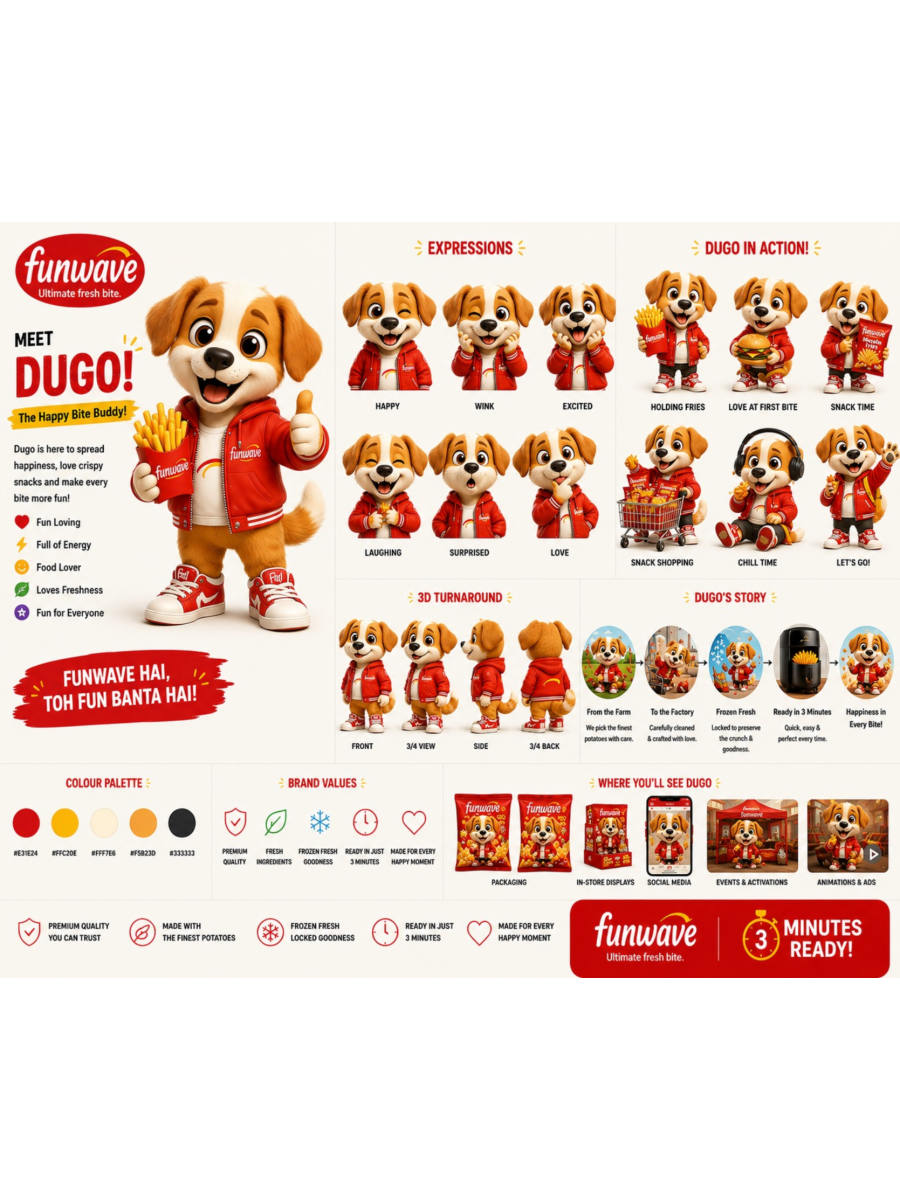 funwave
Ultimate fresh bite.
MEET
DUGO!
The Happy Bite Buddy!
Dugo is here to spread
happiness, love crispy
snacks and make every
bite more fun!
Fun Loving
Full of Energy
Food Lover
Loves Freshness
Fun for Everyone
funwave
funwave
Fun!
FUNWAVE HAI,
TOH FUN BANTA HAI!
EXPRESSIONS
HAPPY
WINK
EXCITED
LAUGHING
SURPRISED
LOVE
DUGO IN ACTION!
funwave
Masala
Fries
HOLDING FRIES
LOVE AT FIRST BITE
SNACK TIME
SNACK SHOPPING
CHILL TIME
LET'S GO!
3D TURNAROUND
FRONT
3/4 VIEW
SIDE
3/4 BACK
DUGO'S STORY
From the Farm
We pick the finest
potatoes with care.
To the Factory
Carefully cleaned
& crafted with love.
Frozen Fresh
Locked to preserve
the crunch &
goodness.
Ready in 3 Minutes
Quick, easy &
perfect every time.
Happiness in
Every Bite!
COLOUR PALETTE
#E31E24
#FFC20E
#FFF7E6
#F5B23D
#333333
BRAND VALUES
PREMIUM
QUALITY
FRESH
INGREDIENTS
FROZEN FRESH
GOODNESS
READY IN JUST
3 MINUTES
MADE FOR EVERY
HAPPY MOMENT
WHERE YOU'LL SEE DUGO
funwave
funwave
funwave
funwave
PACKAGING
IN-STORE DISPLAYS
SOCIAL MEDIA
EVENTS & ACTIVATIONS
ANIMATIONS & ADS
PREMIUM QUALITY
YOU CAN TRUST
MADE WITH
THE FINEST POTATOES
FROZEN FRESH
LOCKED GOODNESS
READY IN JUST
3 MINUTES
MADE FOR EVERY
HAPPY MOMENT
funwave
Ultimate fresh bite.
3
MINUTES
READY!